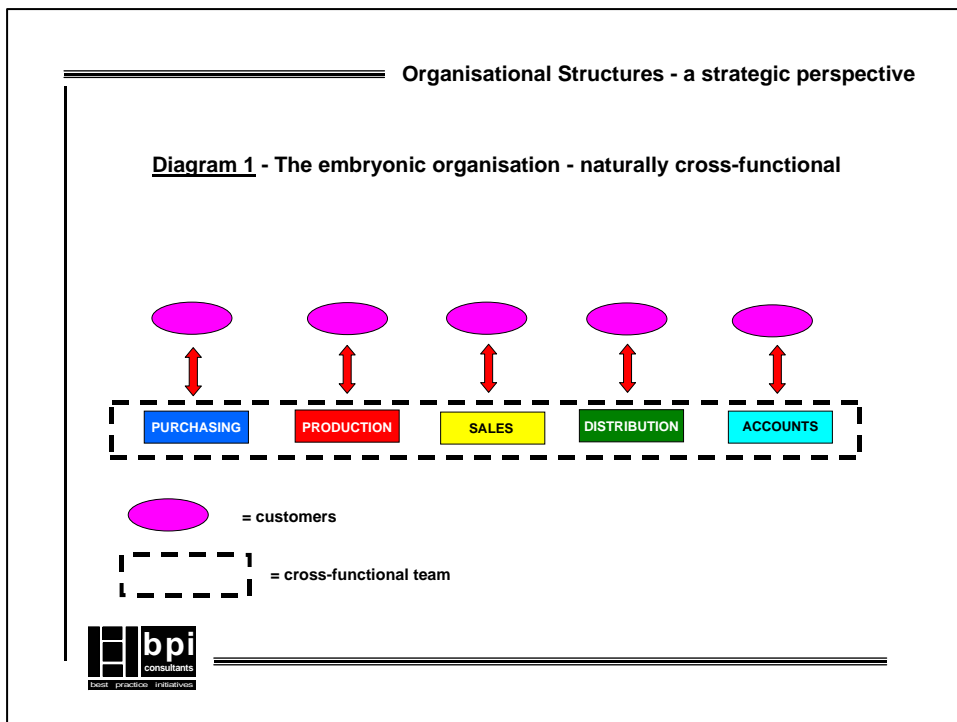 Organisational Structures - a strategic perspective
Diagram 1 - The embryonic organisation - naturally cross-functional
PURCHASING
PRODUCTION
SALES
DISTRIBUTION
ACCOUNTS
= customers
= cross-functional team
bpi
consultants
best practice initiatives